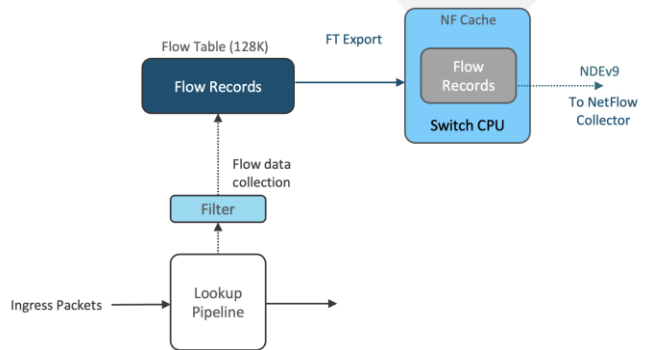 NF Cache
Flow Table (128K)
FT Export
Flow Records
Flow
Records
NDEv9
To NetFlow
Collector
Switch CPU
Flow data
collection
Filter
Ingress Packets
Lookup
Pipeline